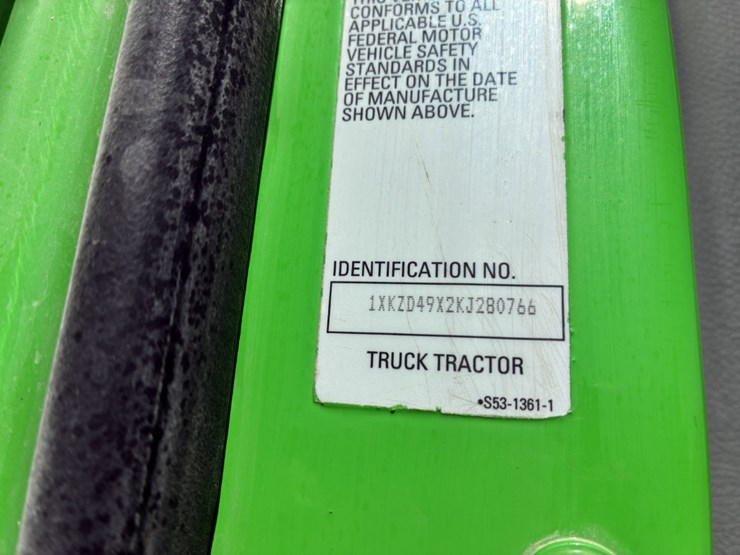 CONFORMS TO ALL
APPLICABLE U.S.
FEDERAL MOTOR
VEHICLE SAFETY
STANDARDS IN
EFFECT ON THE DATE
OF MANUFACTURE
SHOWN ABOVE.
IDENTIFICATION NO.
1XKZD49X2KJ280766
TRUCK TRACTOR
•S53-1361-1